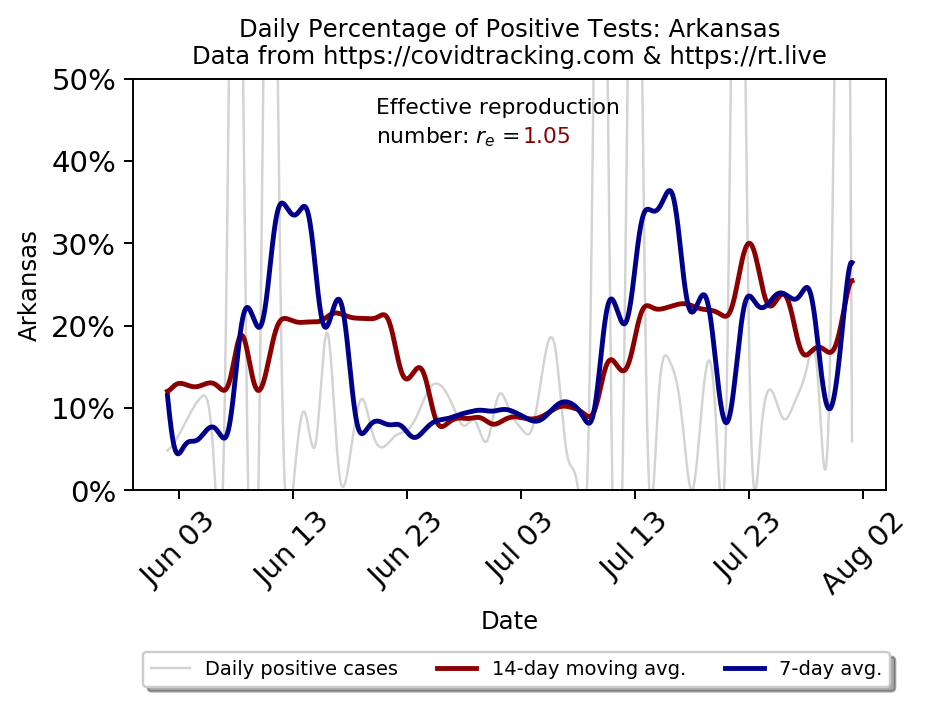 Daily Percentage of Positive Tests: Arkansas
Data from https://covidtracking.com & https://rt.live
Effective reproduction
number: rₑ =1.05
50%
40%
30%
20%
10%
0%
Arkansas
Jun 03
Jun 13
Jun 23
Jul 03
Jul 13
Jul 23
Aug 02
Date
Daily positive cases
14-day moving avg.
7-day avg.